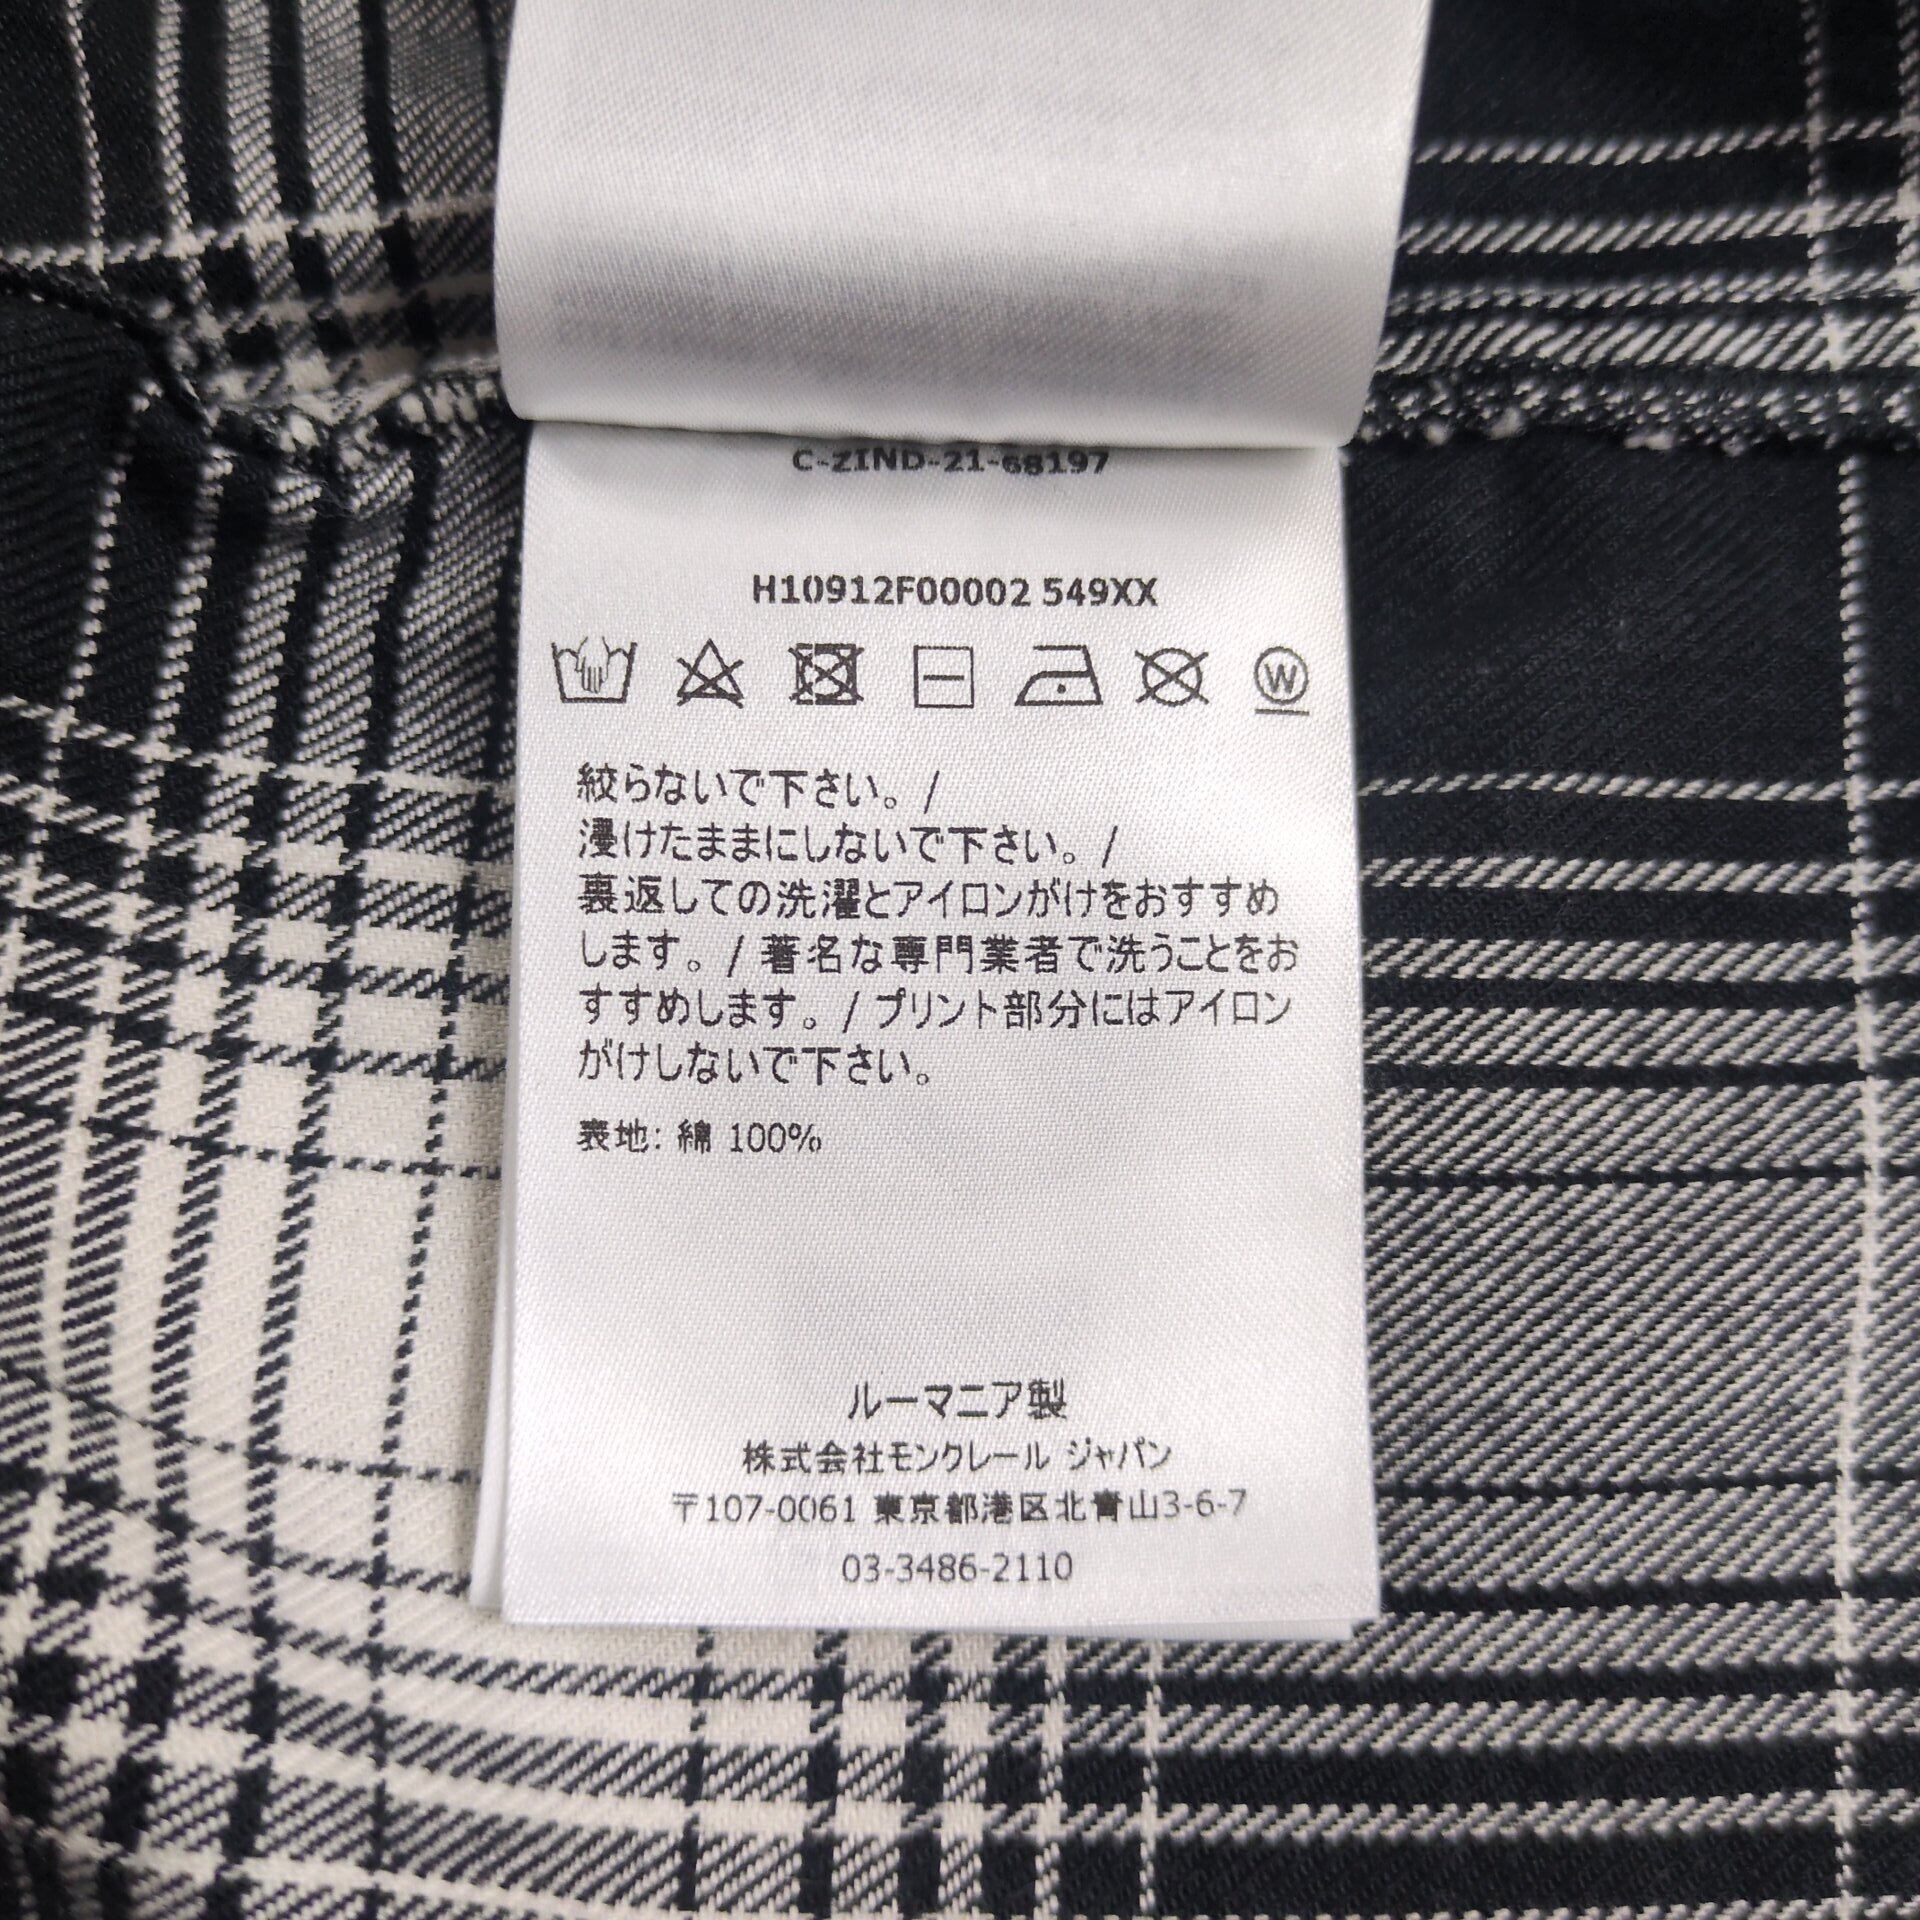 C-ZIND-21-68197
H10912F00002 549XX
W
絞らないで下さい。/
浸けたままにしないで下さい。/
裏返しての洗濯とアイロンがけをおすすめ
します。/ 著名な専門業者で洗うことをお
すすめします。/ プリント部分にはアイロン
がけしないで下さい。
表地: 綿 100%
ルーマニア製
株式会社モンクレール ジャパン
〒107-0061 東京都港区北青山3-6-7
03-3486-2110